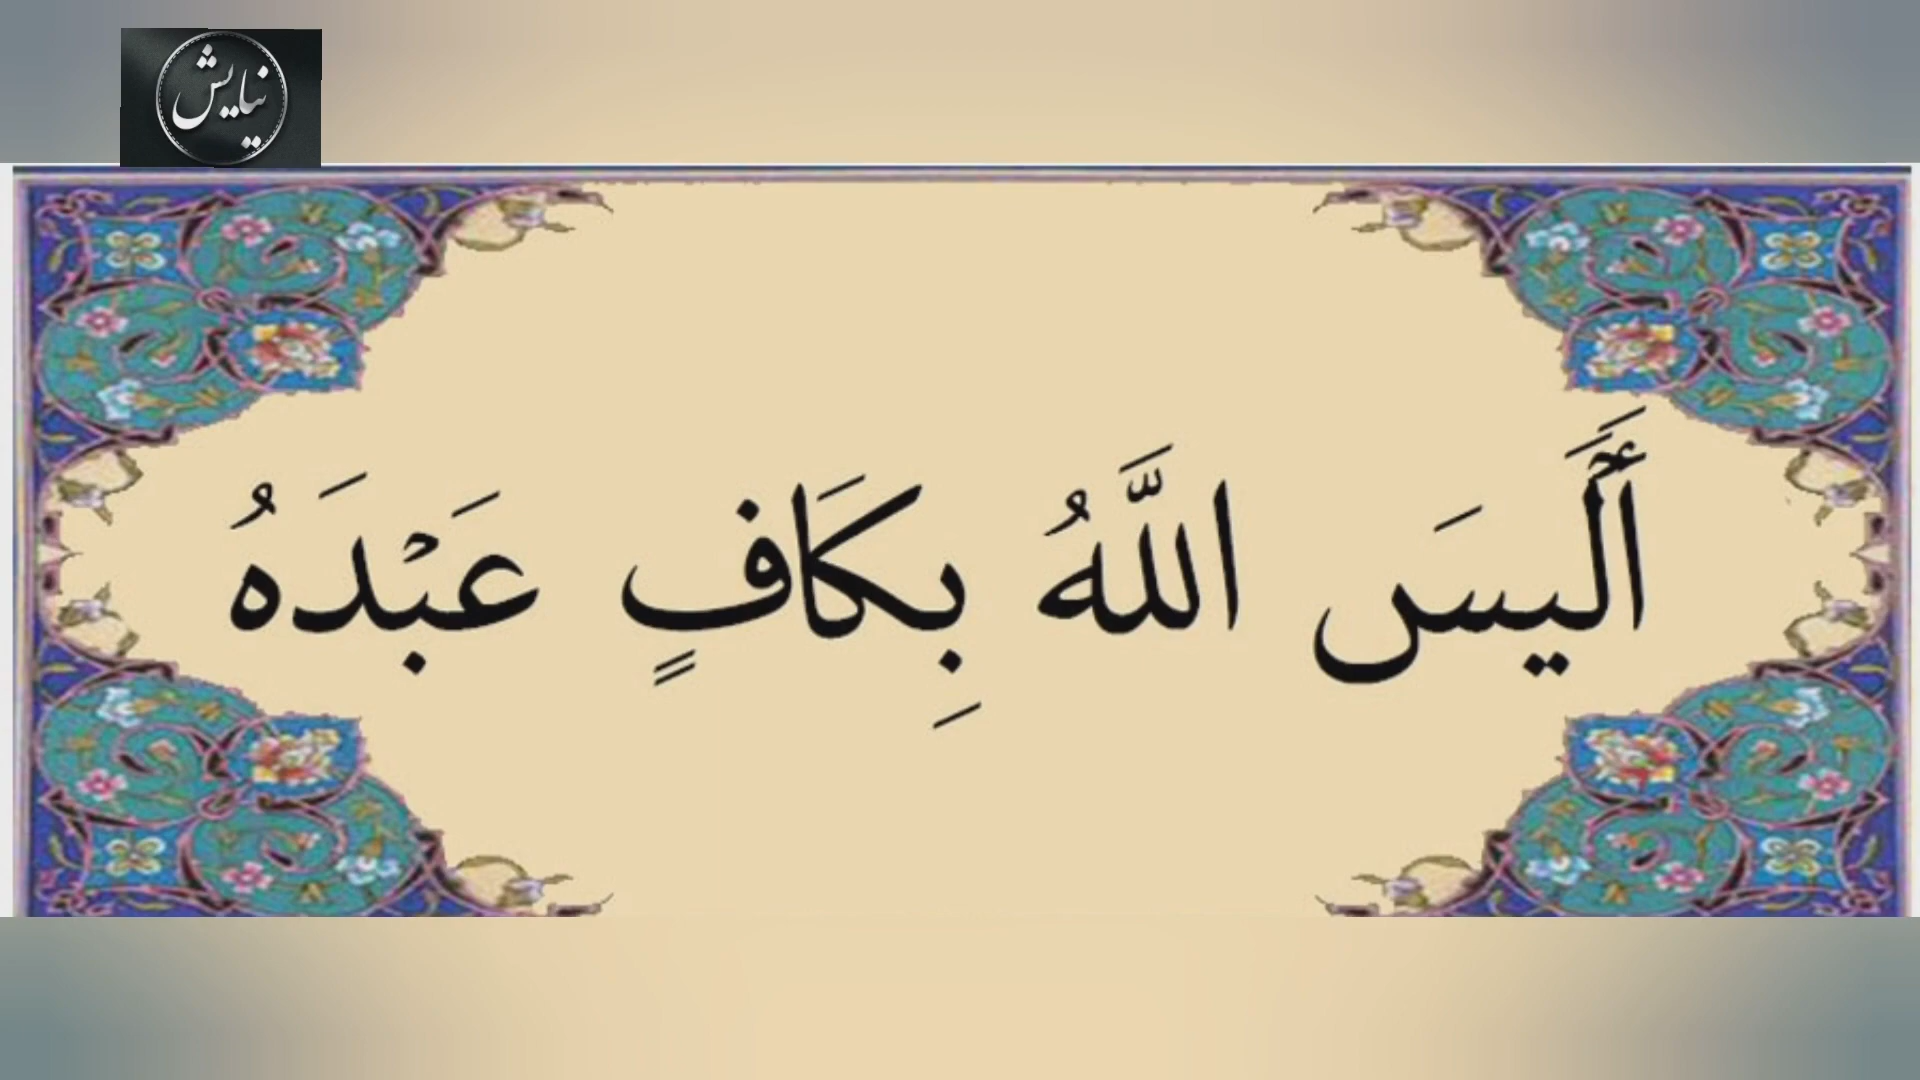 نیایش
أَلَيسَ اللَّهُ بِكَافٍ عَبْدَهُ